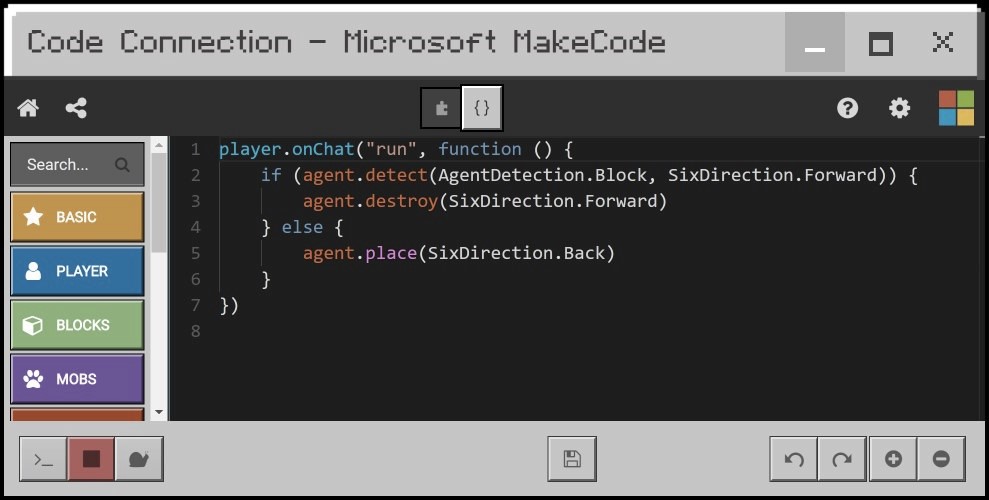 Code Connection - Microsoft MakeCode
{}
Search...
BASIC
PLAYER
BLOCKS
MOBS
1 player.onChat("run", function () {
2     if (agent.detect(AgentDetection.Block, SixDirection.Forward)) {
3         agent.destroy(SixDirection.Forward)
4     } else {
5         agent.place(SixDirection.Back)
6     }
7 })
8
>_